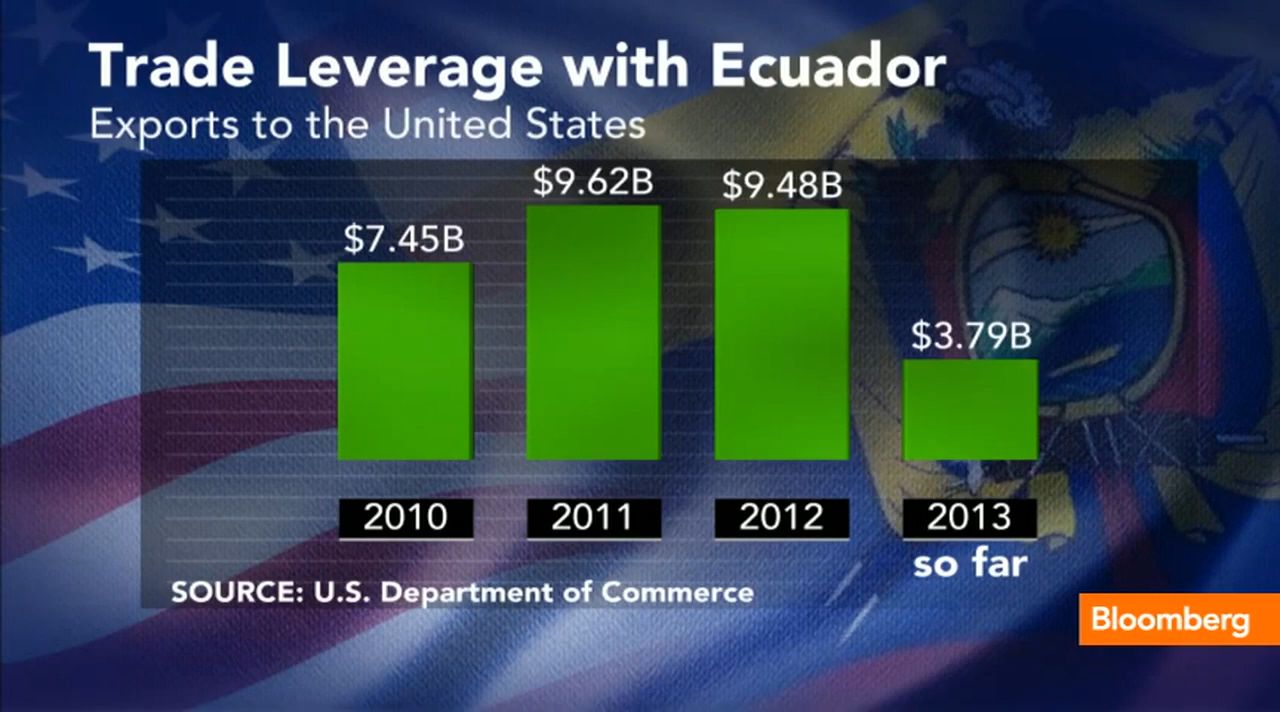 Trade Leverage with Ecuador
Exports to the United States
$7.45B
$9.62B
$9.48B
$3.79B
2010
2011
2012
2013
so far
SOURCE: U.S. Department of Commerce
Bloomberg